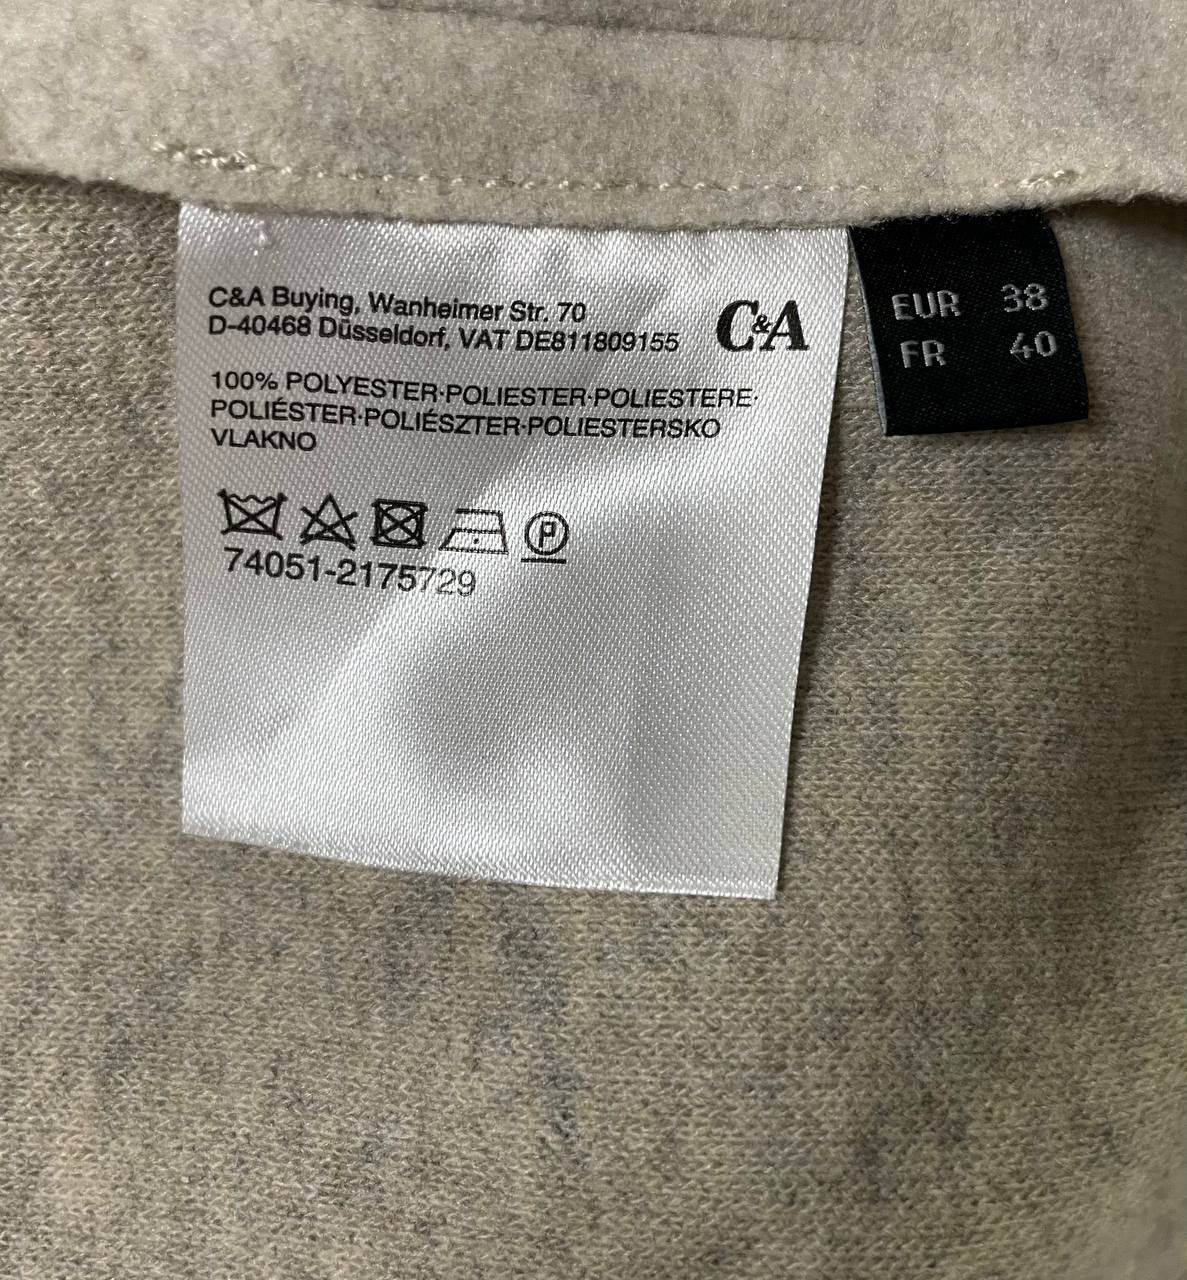 C&A Buying, Wanheimer Str. 70
D-40468 Düsseldorf, VAT DE811809155
C&A
100% POLYESTER·POLIESTER·POLIESTERE·
POLIÉSTER·POLIÉSZTER·POLIESTERSKO
VLAKNO
P
74051-2175729
EUR 38
FR 40